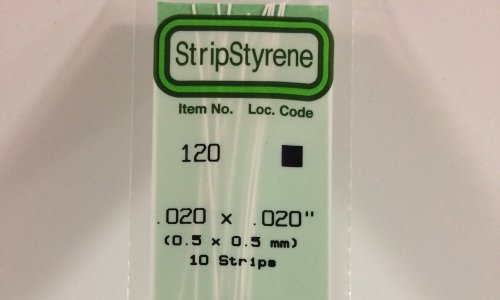 StripStyrene
Item No. Loc. Code
120
.020 x .020"
(0.5 x 0.5 mm)
10 Strips